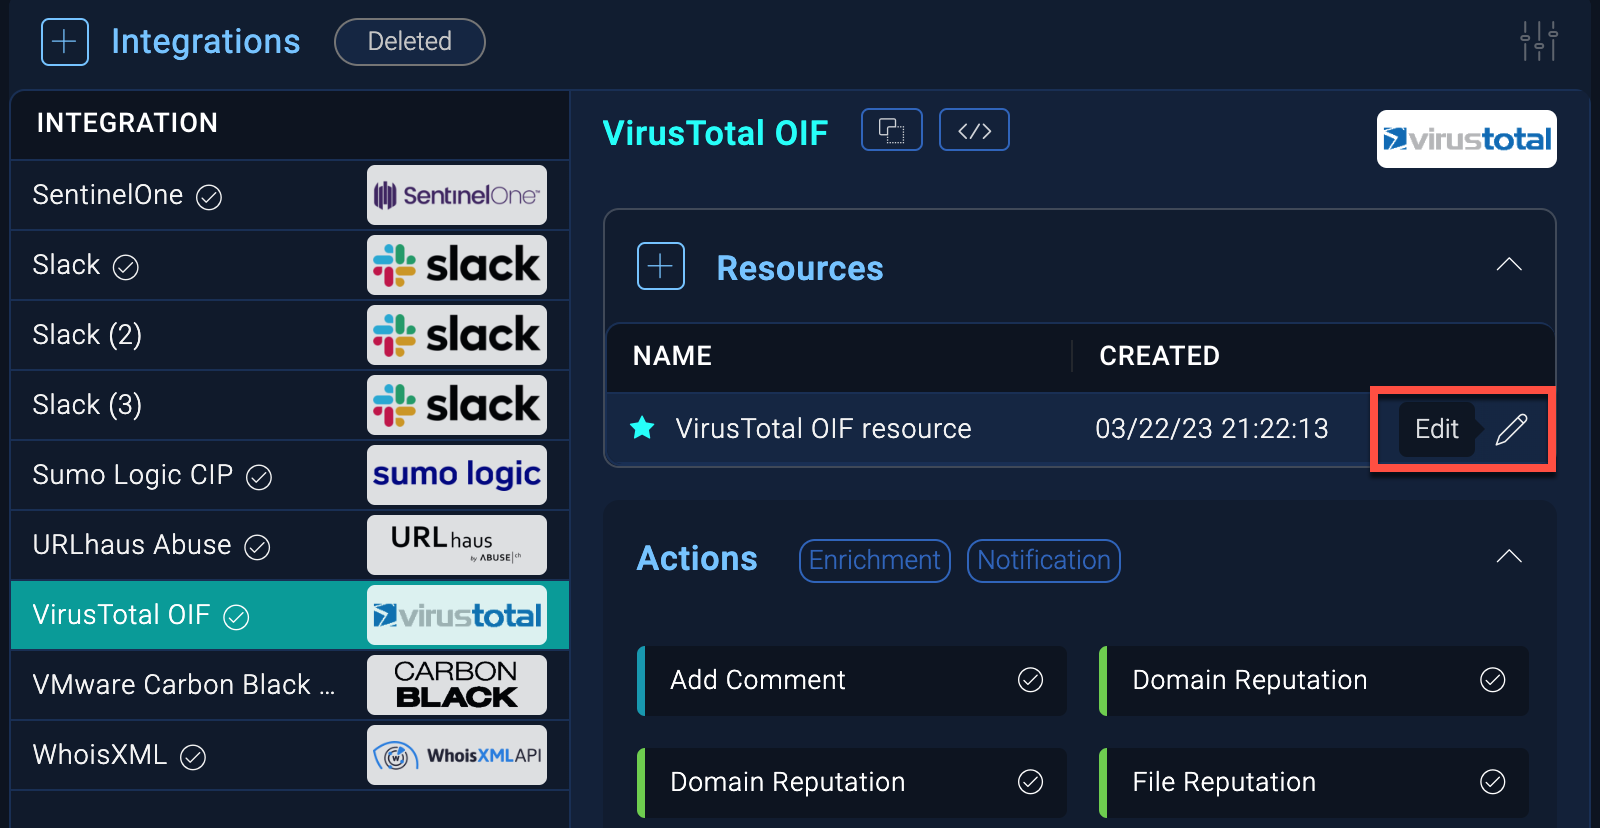 Integrations
Deleted
INTEGRATION
SentinelOne
SentinelOne™
Slack
slack
Slack (2)
slack
Slack (3)
slack
Sumo Logic CIP
sumo logic
URLhaus Abuse
URLhaus
by ABUSE|ch
VirusTotal OIF
virustotal
VMware Carbon Black ...
CARBON
BLACK
WhoisXML
W
WhoisXMLAPI
VirusTotal OIF
</>
virustotal
Resources
NAME
CREATED
VirusTotal OIF resource
03/22/23 21:22:13
Edit
Actions
Enrichment
Notification
Add Comment
Domain Reputation
Domain Reputation
File Reputation